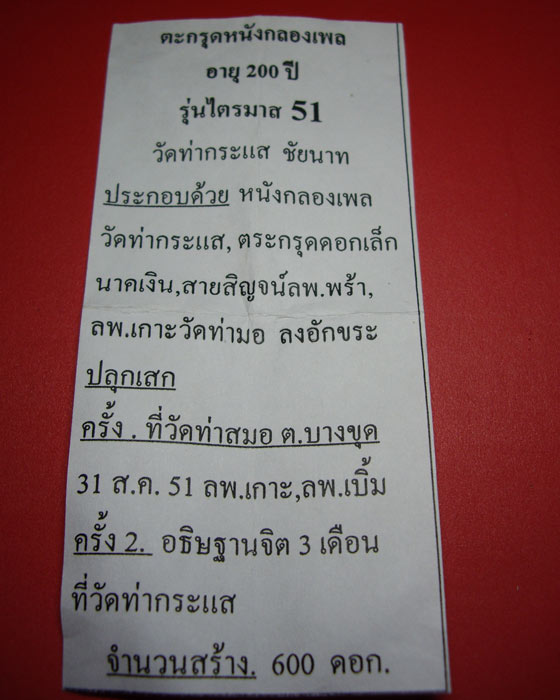 ตะกรุดหนังกลองเพล
อายุ 200 ปี
รุ่นไตรมาส 51
วัดท่ากระแส ชัยนาท
ประกอบด้วย หนังกลองเพล
วัดท่ากระแส, ตระกรุดดอกเล็ก
นาคเงิน,สายสิญจน์ลพ.พร้า,
ลพ.เกาะวัดท่ามอ ลงอักขระ
ปลุกเสก
ครั้ง . ที่วัดท่าสมอ ต.บางขุด
31 ส.ค. 51 ลพ.เกาะ,ลพ.เบิ้ม
ครั้ง 2. อธิษฐานจิต 3 เดือน
ที่วัดท่ากระแส
จำนวนสร้าง. 600 ดอก.